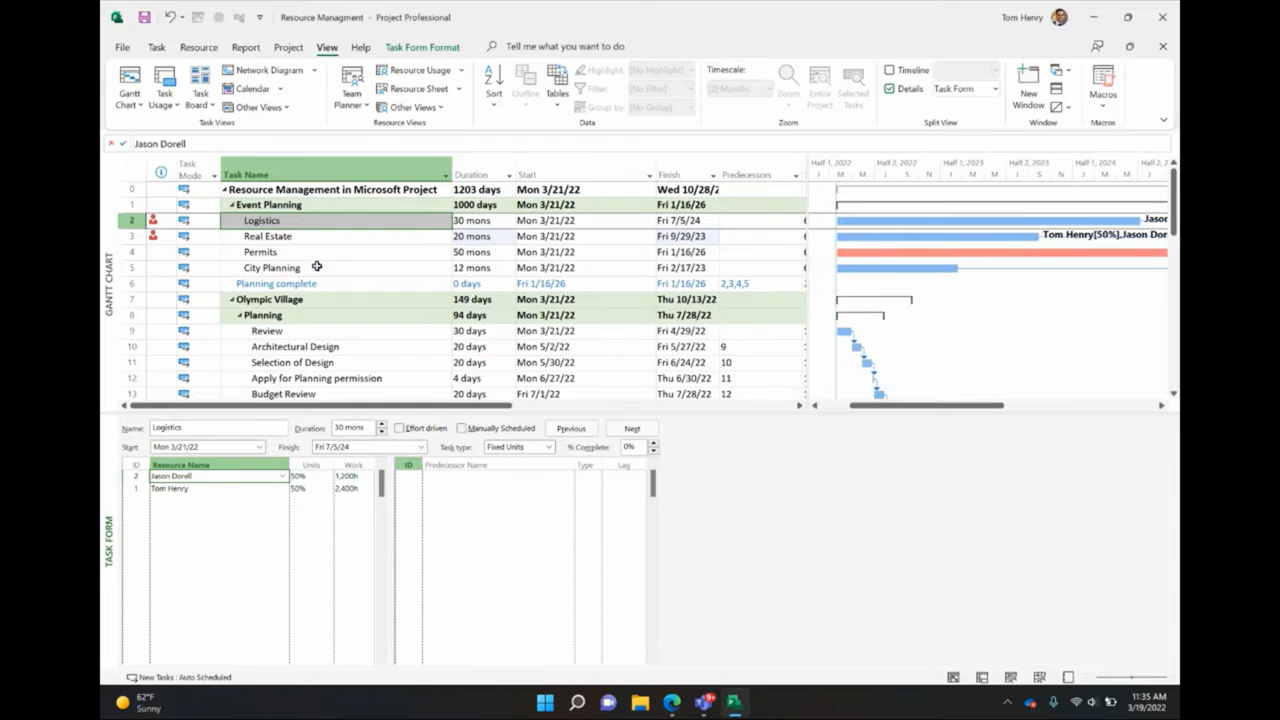 Resource Managment - Project Professional
Tom Henry
File Task Resource Report Project View Help Task Form Format Tell me what you want to do
Gantt Chart
Task Usage
Task Board
Network Diagram
Calendar
Other Views
Task Views
Team Planner
Resource Usage
Resource Sheet
Other Views
Resource Views
Sort
Outline
Tables
Highlight: [No Highlight]
Filter: [No Filter]
Group by: [No Group]
Data
Timescale:
[2] Months
Zoom
Entire Project
Selected Tasks
Zoom
Timeline
Details Task Form
Split View
New Window
Window
Macros
Macros
Jason Dorell
Task Mode Task Name Duration Start Finish Predecessors
Half 1, 2022 Half 2, 2022 Half 1, 2023 Half 2, 2023 Half 1, 2024 Half 2, 2
J M M J S N J M M J S N J M M J
0 Resource Management in Microsoft Project 1203 days Mon 3/21/22 Wed 10/28/2
1 Event Planning 1000 days Mon 3/21/22 Fri 1/16/26
2 Logistics 30 mons Mon 3/21/22 Fri 7/5/24 6 Jason
3 Real Estate 20 mons Mon 3/21/22 Fri 9/29/23 6 Tom Henry[50%],Jason Dor
4 Permits 50 mons Mon 3/21/22 Fri 1/16/26 6
5 City Planning 12 mons Mon 3/21/22 Fri 2/17/23 6
6 Planning complete 0 days Fri 1/16/26 Fri 1/16/26 2,3,4,5
7 Olympic Village 149 days Mon 3/21/22 Thu 10/13/22
8 Planning 94 days Mon 3/21/22 Thu 7/28/22
9 Review 30 days Mon 3/21/22 Fri 4/29/22
10 Architectural Design 20 days Mon 5/2/22 Fri 5/27/22 9
11 Selection of Design 20 days Mon 5/30/22 Fri 6/24/22 10
12 Apply for Planning permission 4 days Mon 6/27/22 Thu 6/30/22 11
13 Budget Review 20 days Fri 7/1/22 Thu 7/28/22 12
GANTT CHART
Name: Logistics Duration: 30 mons Effort driven Manually Scheduled Previous Next
Start: Mon 3/21/22 Finish: Fri 7/5/24 Task type: Fixed Units % Complete: 0%
ID Resource Name Units Work ID Predecessor Name Type Lag
2 Jason Dorell 50% 1,200h
1 Tom Henry 50% 2,400h
TASK FORM
New Tasks : Auto Scheduled
62°F
Sunny
11:35 AM
3/19/2022